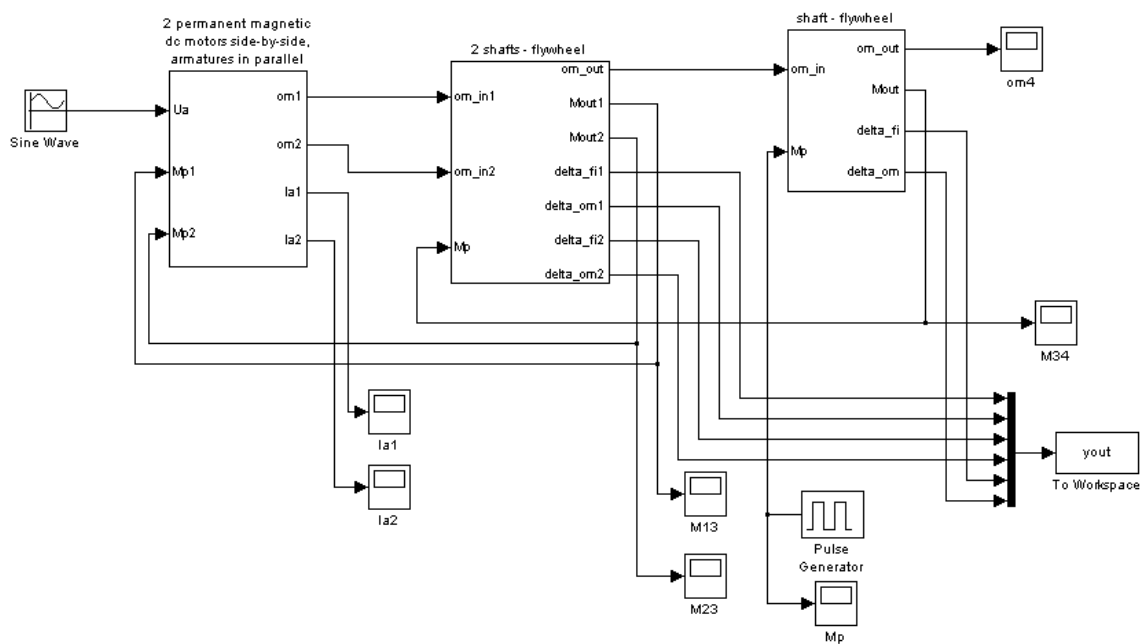 2 permanent magnetic
dc motors side-by-side,
armatures in parallel
Ua
Mp1
Mp2
om1
om2
Ia1
Ia2
Sine Wave
2 shafts - flywheel
om_in1
om_in2
Mp
om_out
Mout1
Mout2
delta_fi1
delta_om1
delta_fi2
delta_om2
shaft - flywheel
om_in
Mp
om_out
Mout
delta_fi
delta_om
om4
M34
Ia1
Ia2
M13
M23
Pulse
Generator
Mp
yout
To Workspace